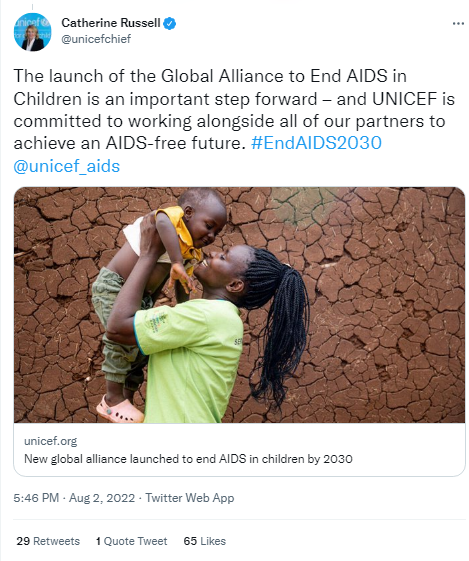 Catherine Russell
@unicefchief
The launch of the Global Alliance to End AIDS in
Children is an important step forward – and UNICEF is
committed to working alongside all of our partners to
achieve an AIDS-free future. #EndAIDS2030
@unicef_aids
unicef.org
New global alliance launched to end AIDS in children by 2030
5:46 PM · Aug 2, 2022 · Twitter Web App
29 Retweets 1 Quote Tweet 65 Likes